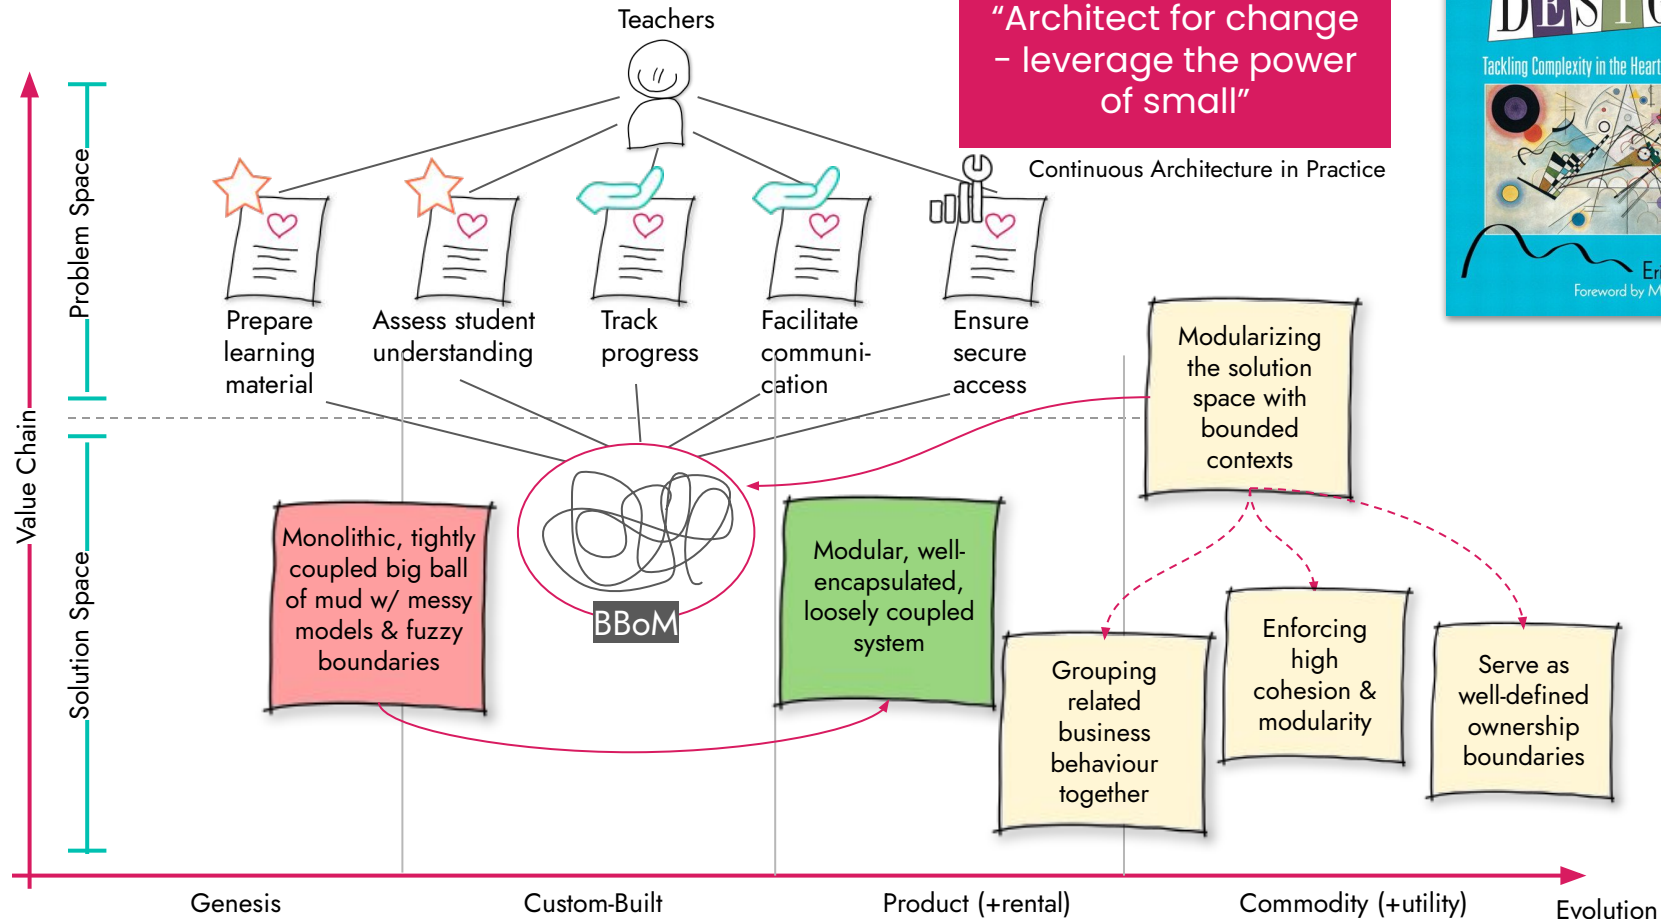 Teachers
“Architect for change
- leverage the power
of small”
Continuous Architecture in Practice
Tackling Complexity in the Heart
Foreword by M
Value Chain
Problem Space
Solution Space
Prepare
learning
material
Assess student
understanding
Track
progress
Facilitate
communi-
cation
Ensure
secure
access
Modularizing
the solution
space with
bounded
contexts
Monolithic, tightly
coupled big ball
of mud w/ messy
models & fuzzy
boundaries
BBoM
Modular, well-
encapsulated,
loosely coupled
system
Grouping
related
business
behaviour
together
Enforcing
high
cohesion &
modularity
Serve as
well-defined
ownership
boundaries
Genesis
Custom-Built
Product (+rental)
Commodity (+utility)
Evolution